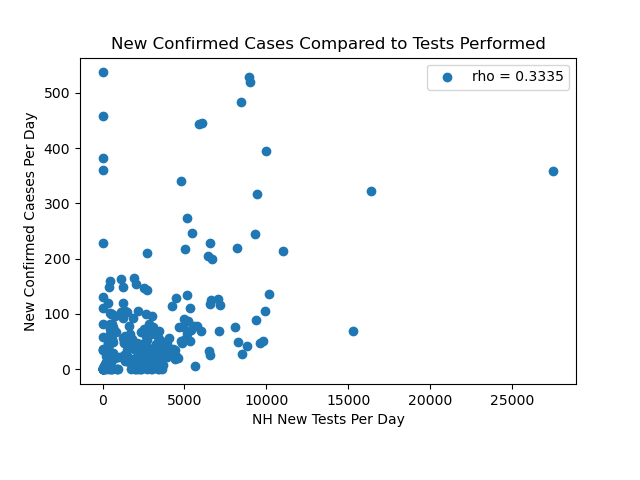 New Confirmed Cases Compared to Tests Performed
rho = 0.3335
500
400
300
200
100
0
New Confirmed Caeses Per Day
0 5000 10000 15000 20000 25000
NH New Tests Per Day